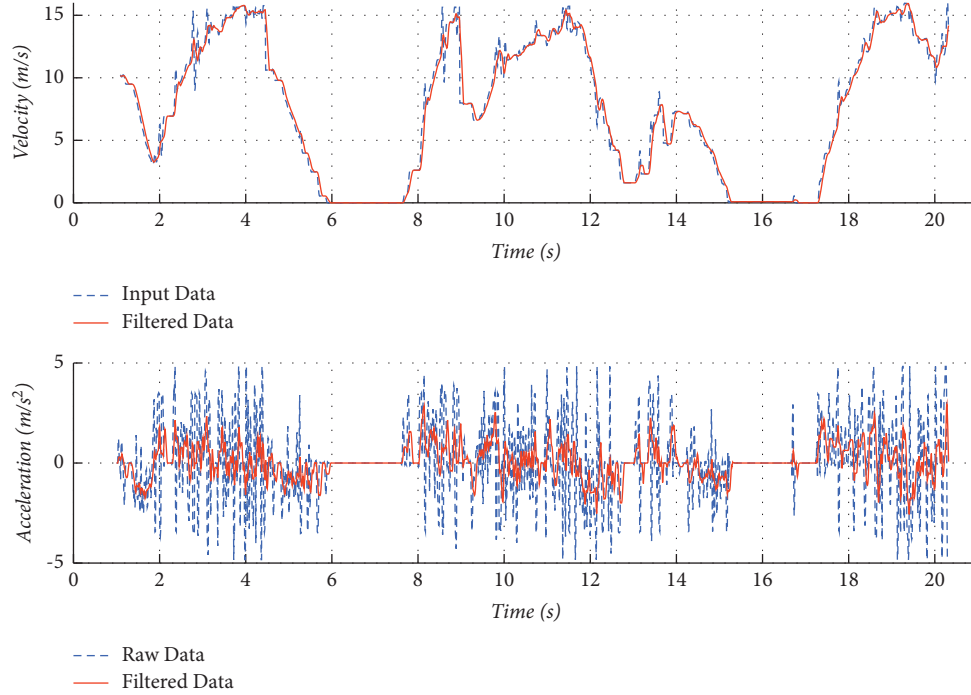 15
10
5
0
Velocity (m/s)
0 2 4 6 8 10 12 14 16 18 20
Time (s)
Input Data
Filtered Data
5
0
-5
Acceleration (m/s²)
0 2 4 6 8 10 12 14 16 18 20
Time (s)
Raw Data
Filtered Data